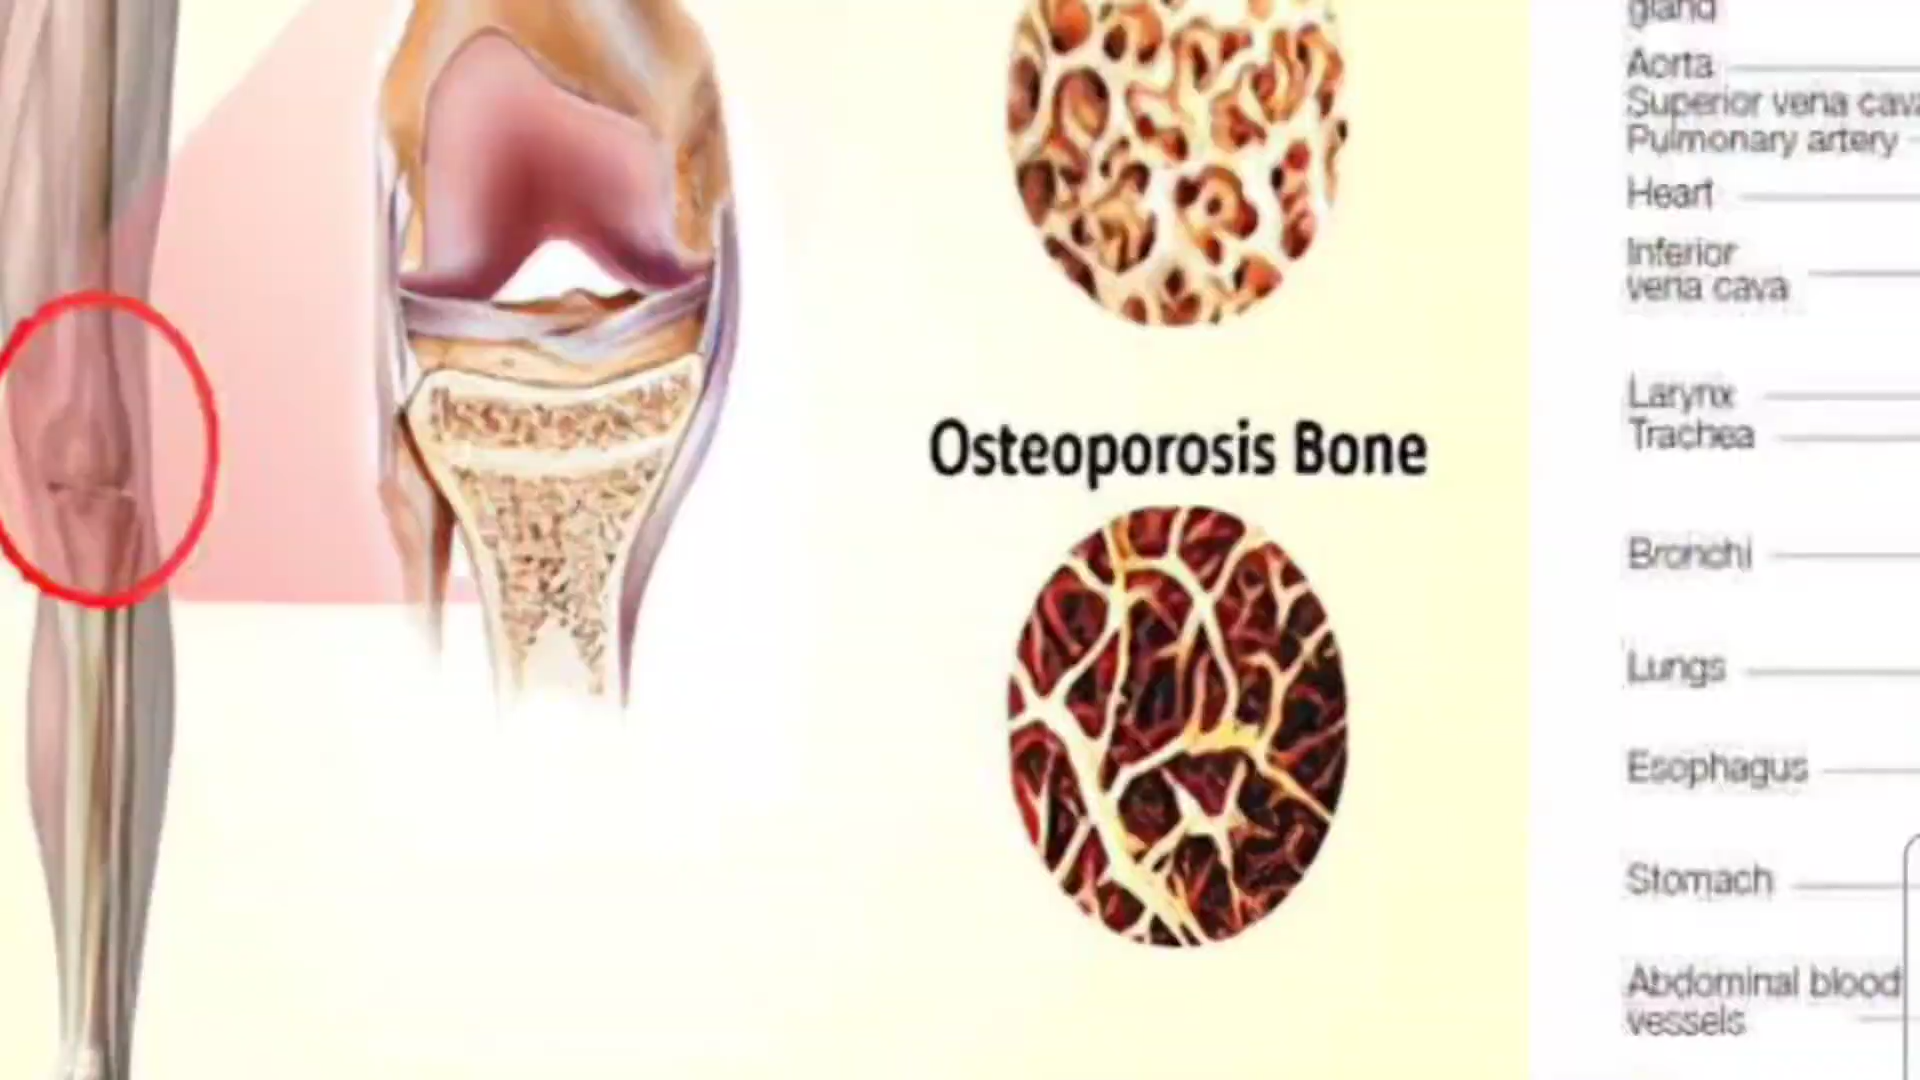 Osteoporosis Bone
gland
Aorta
Superior vena cava
Pulmonary artery
Heart
Inferior
vena cava
Larynx
Trachea
Bronchi
Lungs
Esophagus
Stomach
Abdominal blood
vessels